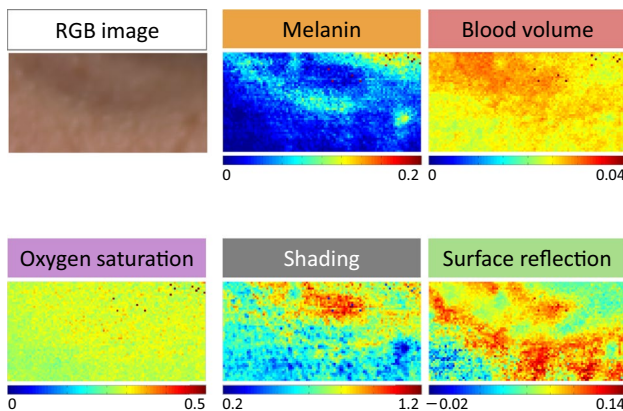 RGB image
Melanin
Blood volume
0 0.2
0 0.04
Oxygen saturation
Shading
Surface reflection
0 0.5
0.2 1.2
−0.02 0.14